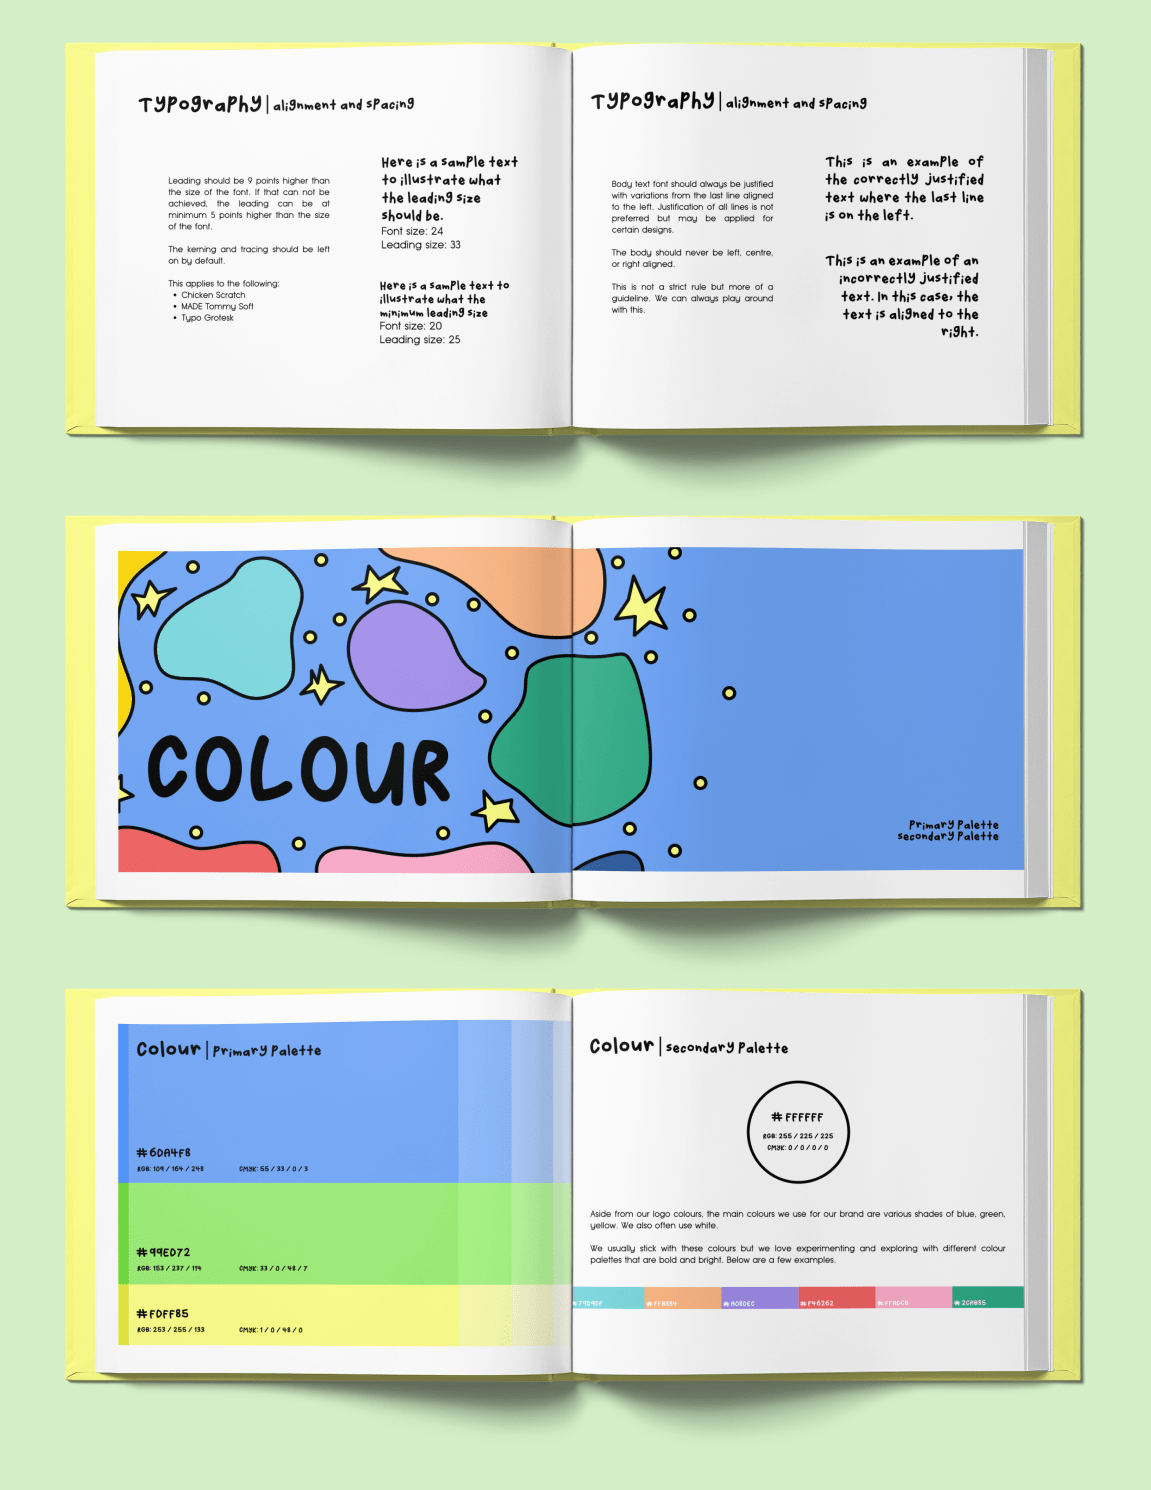 Typography | alignment and spacing
Leading should be 9 points higher than
the size of the font. If that can not be
achieved, the leading can be at
minimum 5 points higher than the size
of the font.
The kerning and tracing should be left
on by default.
This applies to the following:
• Chicken Scratch
• MADE Tommy Soft
• Typo Grotesk
Here is a sample text
to illustrate what
the leading size
should be.
Font size: 24
Leading size: 33
Here is a sample text to
illustrate what the
minimum leading size
Font size: 20
Leading size: 25
Typography | alignment and spacing
Body text font should always be justified
with variations from the last line aligned
to the left. Justification of all lines is not
preferred but may be applied for
certain designs.
The body should never be left, centre,
or right aligned.
This is not a strict rule but more of a
guideline. We can always play around
with this.
This is an example of
the correctly justified
text where the last line
is on the left.
This is an example of an
incorrectly justified
text. In this case, the
text is aligned to the
right.
COLOUR
Primary Palette
Secondary Palette
Colour | Primary Palette
#6DA4F8
RGB: 109 / 164 / 248
CMYK: 55 / 33 / 0 / 3
#99ED72
RGB: 153 / 237 / 114
CMYK: 33 / 0 / 48 / 7
#FDFF85
RGB: 253 / 255 / 133
CMYK: 1 / 0 / 48 / 0
Colour | Secondary Palette
#FFFFFF
RGB: 255 / 225 / 225
CMYK: 0 / 0 / 0 / 0
Aside from our logo colours, the main colours we use for our brand are various shades of blue, green,
yellow. We also often use white.
We usually stick with these colours but we love experimenting and exploring with different colour
palettes that are bold and bright. Below are a few examples.
#79D9DF
#FFB884
#A08DEC
#F46262
#FFADCB
#2CA885